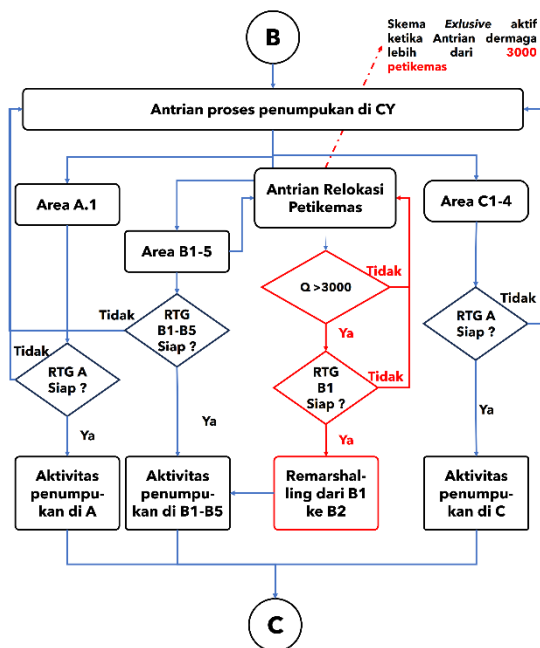 B
Skema Exlusive aktif
ketika Antrian dermaga
lebih dari 3000
petikemas
Antrian proses penumpukan di CY
Area A.1
Antrian Relokasi
Petikemas
Area C1-4
Area B1-5
Q >3000
Tidak
Tidak
RTG
B1-B5
Siap ?
Ya
RTG A
Siap ?
Tidak
Tidak
RTG A
Siap ?
RTG
B1
Siap ?
Tidak
Ya
Ya
Ya
Ya
Aktivitas
penumpu-
kan di A
Aktivitas
penumpu-
kan di B1-B5
Remarshal-
ling dari B1
ke B2
Aktivitas
penumpu-
kan di C
C